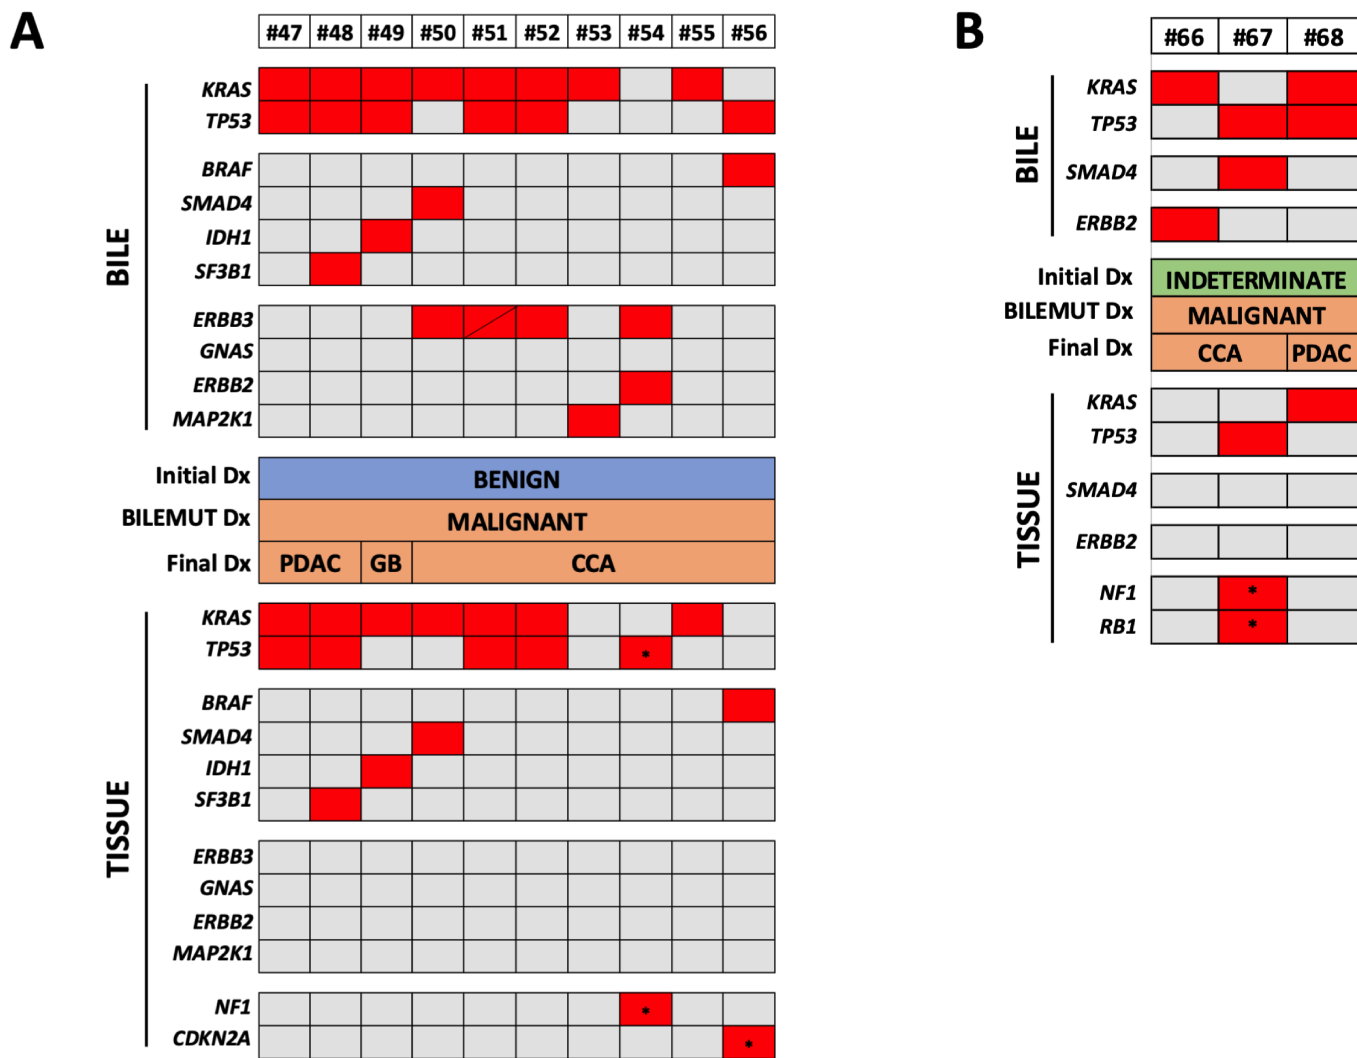 A
#47 #48 #49 #50 #51 #52 #53 #54 #55 #56
BILE
KRAS
TP53
BRAF
SMAD4
IDH1
SF3B1
ERBB3
GNAS
ERBB2
MAP2K1
Initial Dx BENIGN
BILEMUT Dx MALIGNANT
Final Dx PDAC GB CCA
TISSUE
KRAS
TP53 *
BRAF
SMAD4
IDH1
SF3B1
ERBB3
GNAS
ERBB2
MAP2K1
NF1 *
CDKN2A *
B
#66 #67 #68
BILE
KRAS
TP53
SMAD4
ERBB2
Initial Dx INDETERMINATE
BILEMUT Dx MALIGNANT
Final Dx CCA PDAC
TISSUE
KRAS
TP53
SMAD4
ERBB2
NF1 *
RB1 *